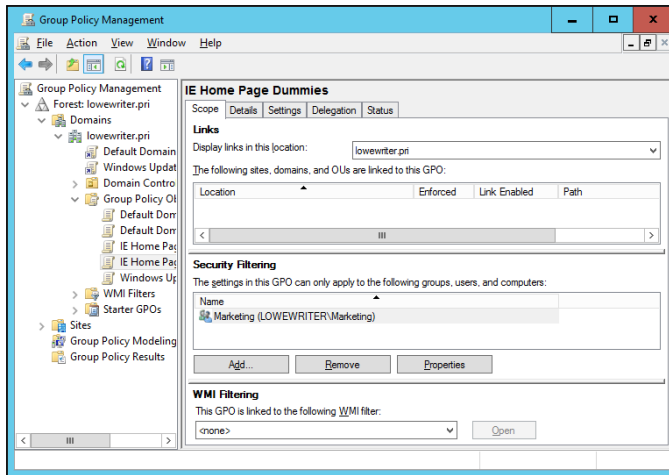 Group Policy Management
File Action View Window Help
Group Policy Management
Forest: lowewriter.pri
Domains
lowewriter.pri
Default Domain
Windows Updat
Domain Contro
Group Policy Ob
Default Dom
Default Dom
IE Home Pag
IE Home Pag
Windows Up
WMI Filters
Starter GPOs
Sites
Group Policy Modeling
Group Policy Results
IE Home Page Dummies
Scope Details Settings Delegation Status
Links
Display links in this location: lowewriter.pri
The following sites, domains, and OUs are linked to this GPO:
Location Enforced Link Enabled Path
Security Filtering
The settings in this GPO can only apply to the following groups, users, and computers:
Name
Marketing (LOWEWRITER\Marketing)
Add... Remove Properties
WMI Filtering
This GPO is linked to the following WMI filter:
<none> Open